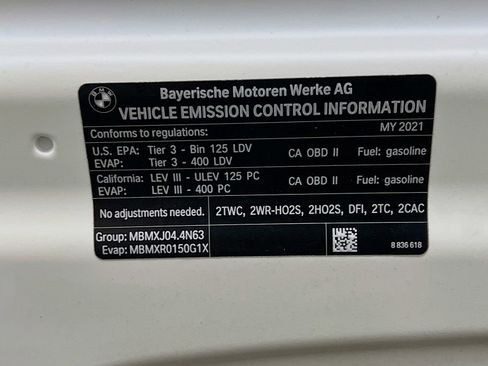 BMW
Bayerische Motoren Werke AG
VEHICLE EMISSION CONTROL INFORMATION
Conforms to regulations: MY 2021
U.S. EPA: Tier 3 - Bin 125 LDV CA OBD II Fuel: gasoline
EVAP: Tier 3 - 400 LDV
California: LEV III - ULEV 125 PC CA OBD II Fuel: gasoline
EVAP: LEV III - 400 PC
No adjustments needed. 2TWC, 2WR-HO2S, 2HO2S, DFI, 2TC, 2CAC
Group: MBMXJ04.4N63
Evap: MBMXR0150G1X 8 836 618